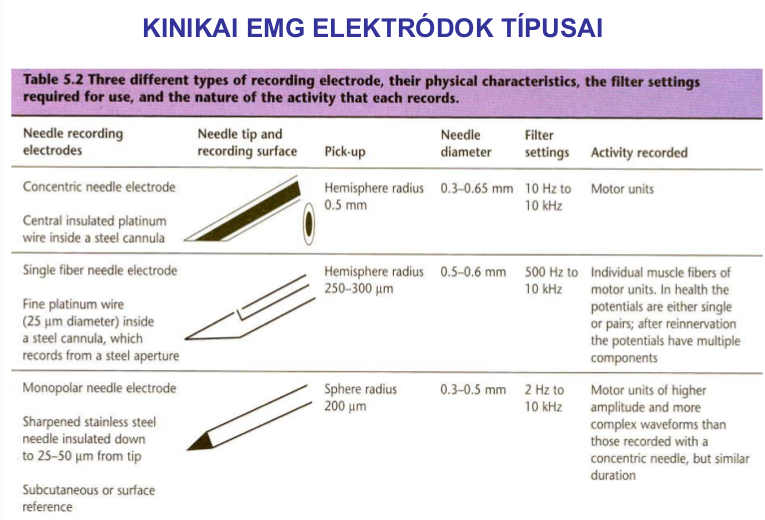 KINIKAI EMG ELEKTRÓDOK TÍPUSAI
Table 5.2 Three different types of recording electrode, their physical characteristics, the filter settings
required for use, and the nature of the activity that each records.
Needle recording
electrodes
Needle tip and
recording surface
Pick-up
Needle
diameter
Filter
settings
Activity recorded
Concentric needle electrode
Central insulated platinum
wire inside a steel cannula
Hemisphere radius
0.5 mm
0.3–0.65 mm
10 Hz to
10 kHz
Motor units
Single fiber needle electrode
Fine platinum wire
(25 μm diameter) inside
a steel cannula, which
records from a steel aperture
Hemisphere radius
250–300 μm
0.5–0.6 mm
500 Hz to
10 kHz
Individual muscle fibers of
motor units. In health the
potentials are either single
or pairs; after reinnervation
the potentials have multiple
components
Monopolar needle electrode
Sharpened stainless steel
needle insulated down
to 25–50 μm from tip
Subcutaneous or surface
reference
Sphere radius
200 μm
0.3–0.5 mm
2 Hz to
10 kHz
Motor units of higher
amplitude and more
complex waveforms than
those recorded with a
concentric needle, but similar
duration